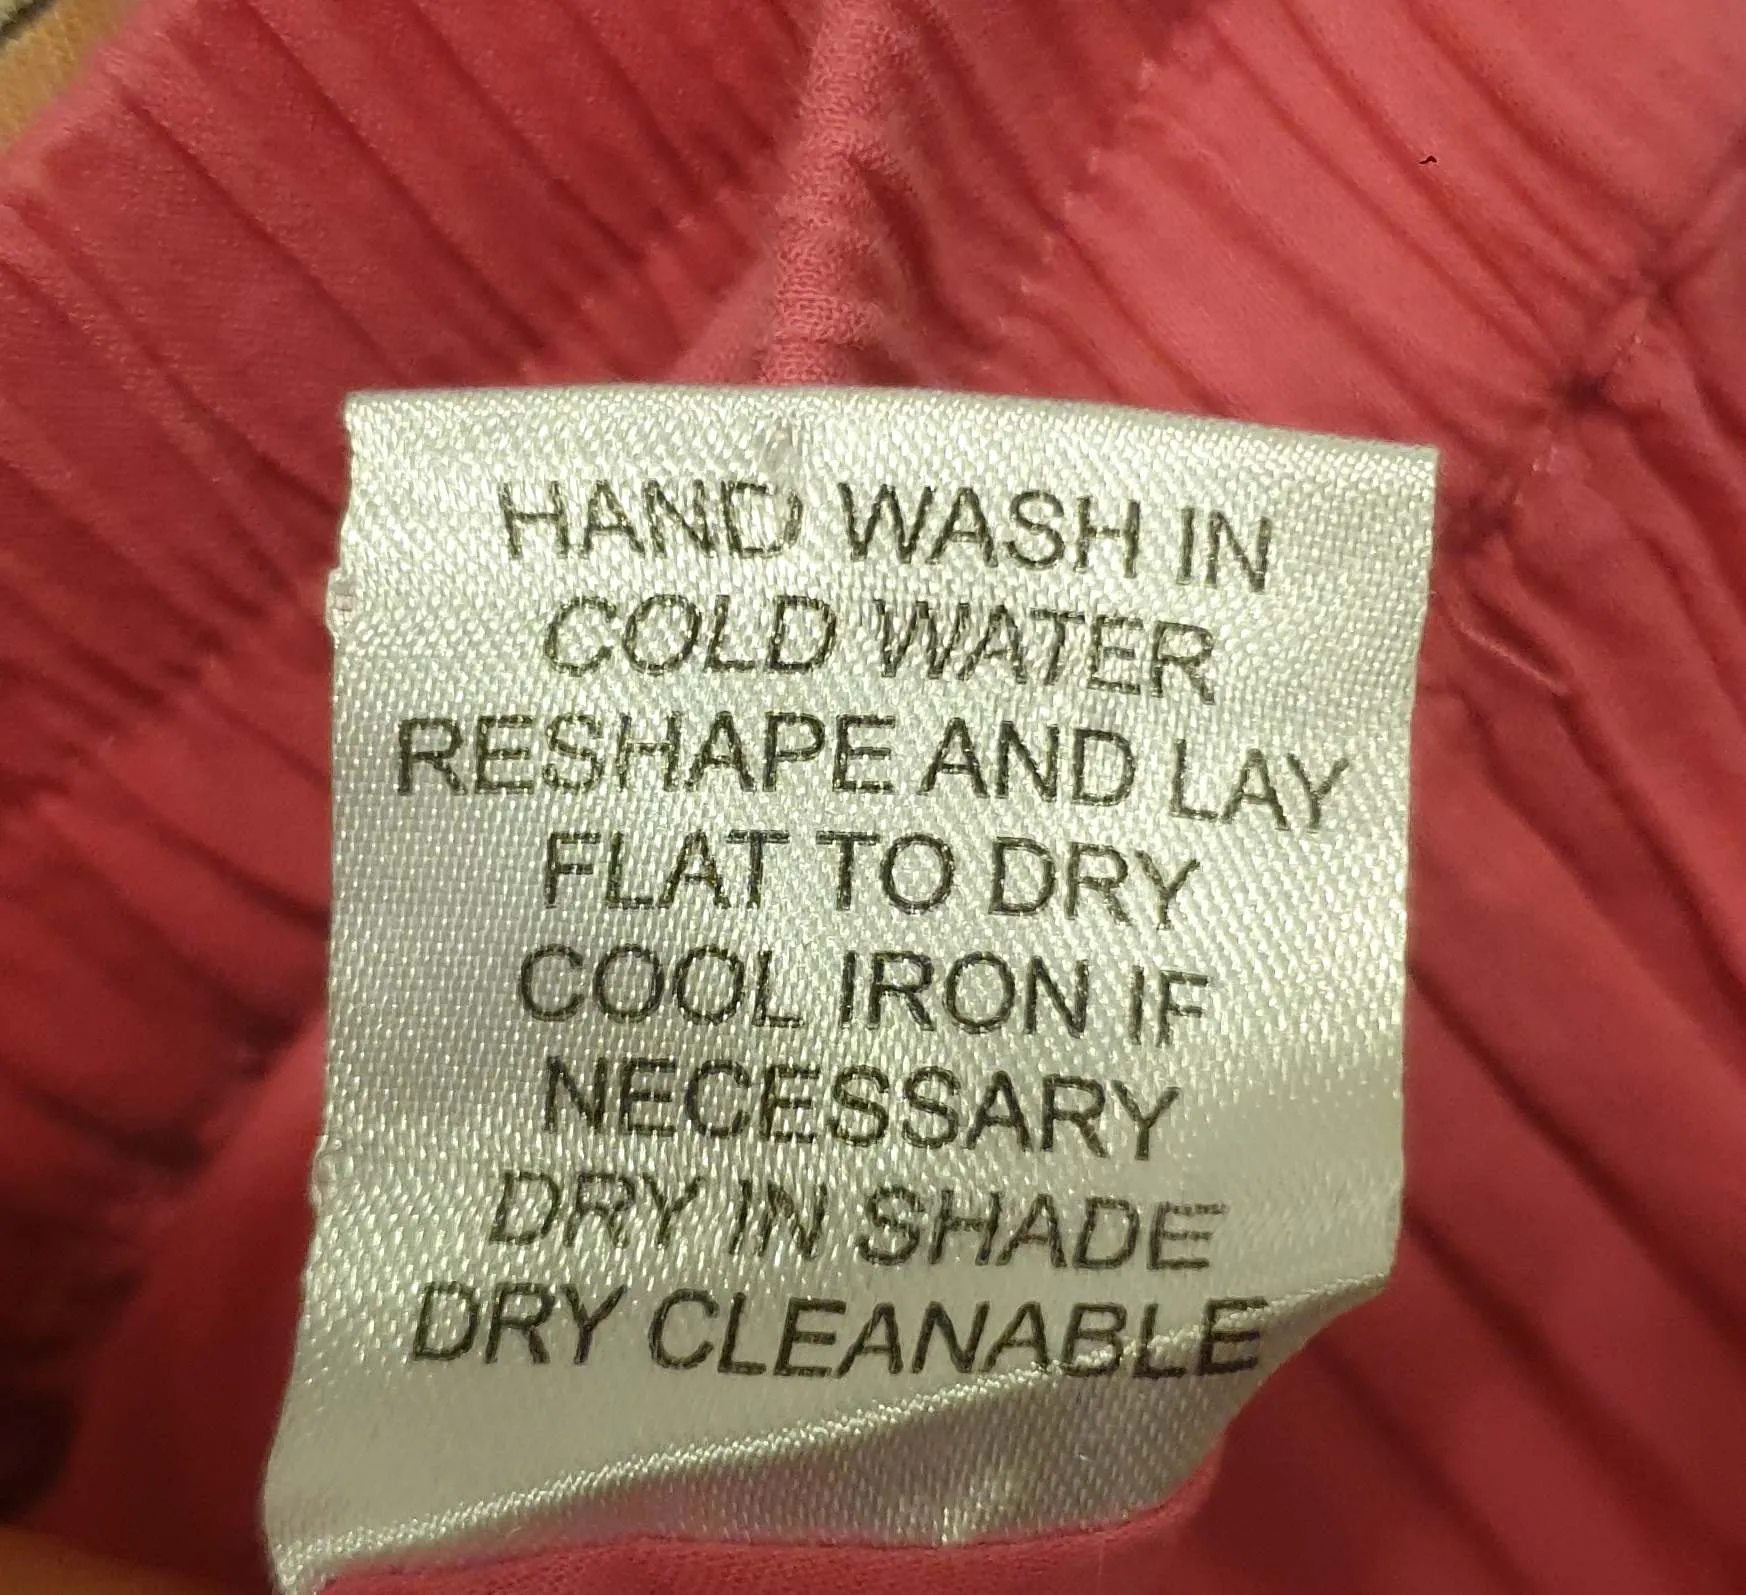 HAND WASH IN
COLD WATER
RESHAPE AND LAY
FLAT TO DRY
COOL IRON IF
NECESSARY
DRY IN SHADE
DRY CLEANABLE